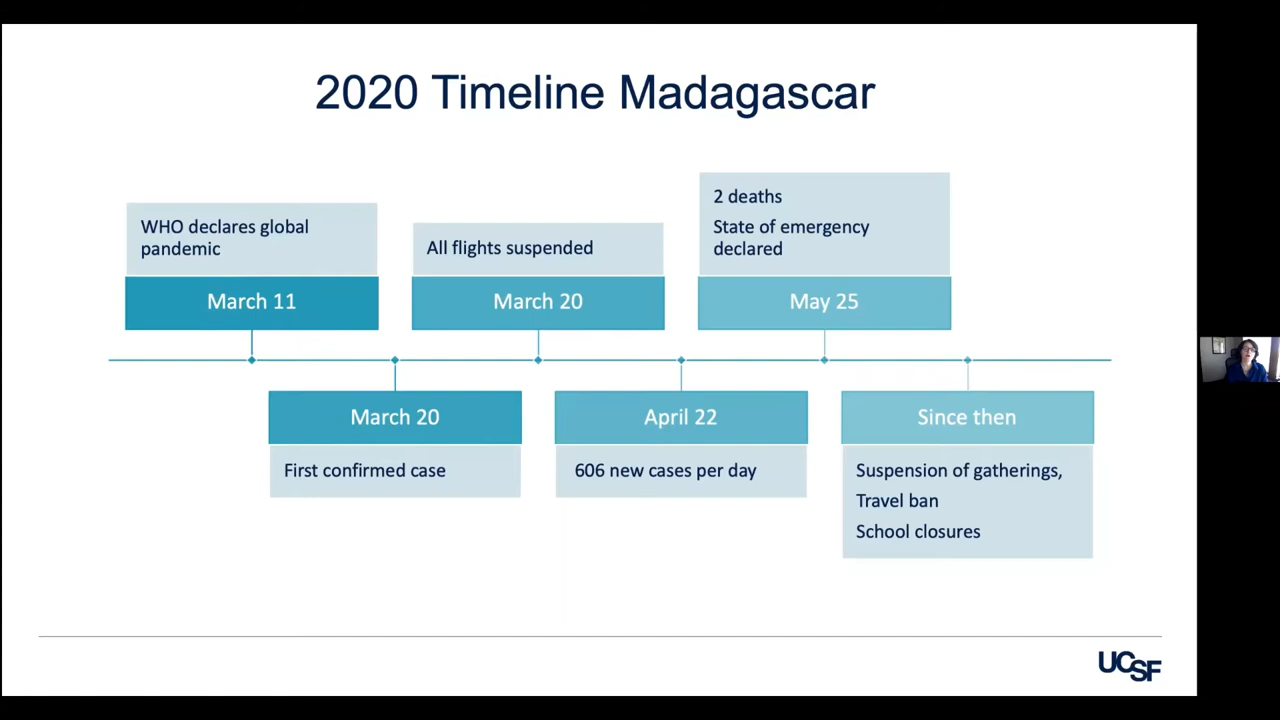 2020 Timeline Madagascar
WHO declares global
pandemic
March 11
March 20
First confirmed case
All flights suspended
March 20
April 22
606 new cases per day
2 deaths
State of emergency
declared
May 25
Since then
Suspension of gatherings,
Travel ban
School closures
UCSF